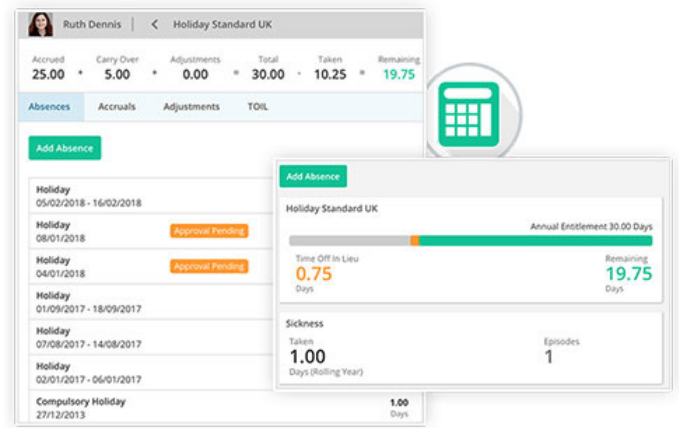 Ruth Dennis | < Holiday Standard UK
Accrued Carry Over Adjustments Total Taken Remaining
25.00 + 5.00 + 0.00 = 30.00 - 10.25 = 19.75
Absences Accruals Adjustments TOIL
Add Absence
Holiday
05/02/2018 - 16/02/2018
Holiday
08/01/2018
Approval Pending
Holiday
04/01/2018
Approval Pending
Holiday
01/09/2017 - 18/09/2017
Holiday
07/08/2017 - 14/08/2017
Holiday
02/01/2017 - 06/01/2017
Compulsory Holiday
27/12/2013
1.00
Days
Add Absence
Holiday Standard UK
Annual Entitlement 30.00 Days
Time Off In Lieu
0.75
Days
Remaining
19.75
Days
Sickness
Taken
1.00
Days (Rolling Year)
Episodes
1